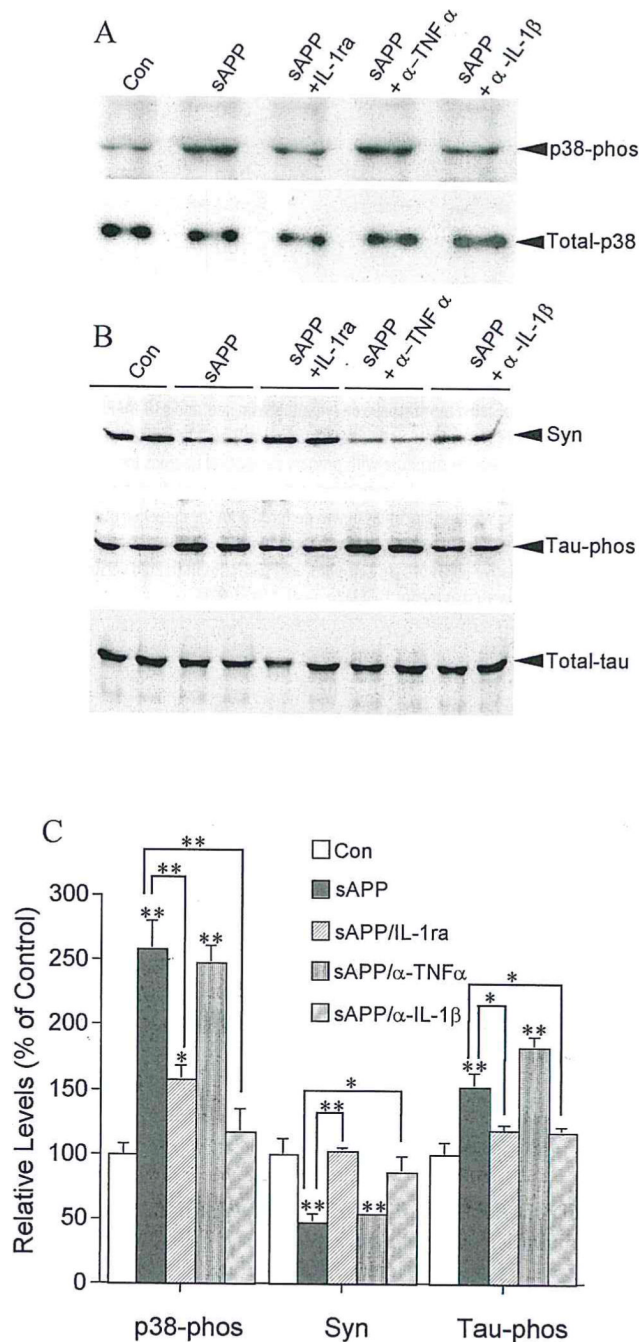 A
Con
sAPP
sAPP
+IL-1ra
sAPP
+ α-TNF α
sAPP
+ α -IL-1β
p38-phos
Total-p38
B
Con
sAPP
sAPP
+IL-1ra
sAPP
+ α-TNF α
sAPP
+ α -IL-1β
Syn
Tau-phos
Total-tau
C
Con
sAPP
sAPP/IL-1ra
sAPP/α-TNFα
sAPP/α-IL-1β
Relative Levels (% of Control)
300
250
200
150
100
50
0
**
**
**
**
*
*
**
**
**
*
*
**
**
p38-phos
Syn
Tau-phos